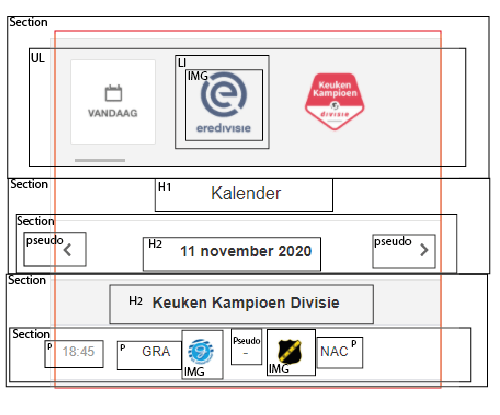 Section
UL
LI
IMG
VANDAAG
eredivisie
Keuken
Kampioen
divisie
Section
H1
Kalender
Section
pseudo
H2
11 november 2020
pseudo
Section
H2 Keuken Kampioen Divisie
Section
P 18:45
P GRA
IMG
Pseudo
-
IMG
NAC P